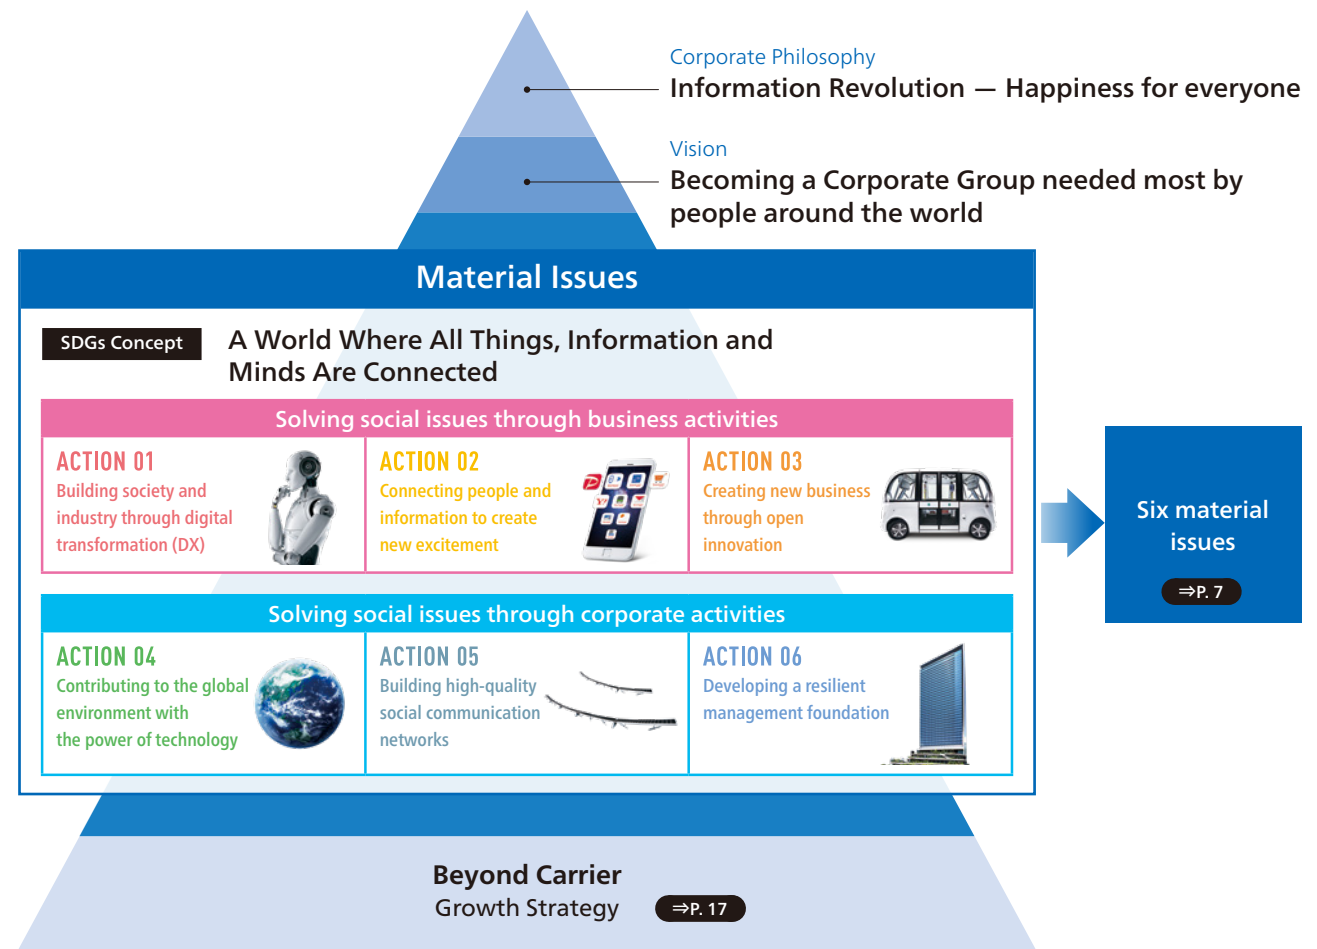 Corporate Philosophy
Information Revolution — Happiness for everyone
Vision
Becoming a Corporate Group needed most by
people around the world
Material Issues
SDGs Concept
A World Where All Things, Information and
Minds Are Connected
Solving social issues through business activities
ACTION 01
Building society and
industry through digital
transformation (DX)
ACTION 02
Connecting people and
information to create
new excitement
ACTION 03
Creating new business
through open
innovation
Solving social issues through corporate activities
ACTION 04
Contributing to the global
environment with
the power of technology
ACTION 05
Building high-quality
social communication
networks
ACTION 06
Developing a resilient
management foundation
Six material
issues
⇒P. 7
Beyond Carrier
Growth Strategy
⇒P. 17